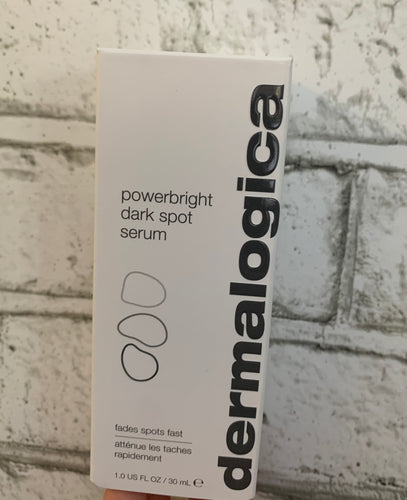 powerbright
dark spot
serum
fades spots fast
atténue les taches
rapidement
1.0 US FL OZ / 30 mL ℮
dermalogica